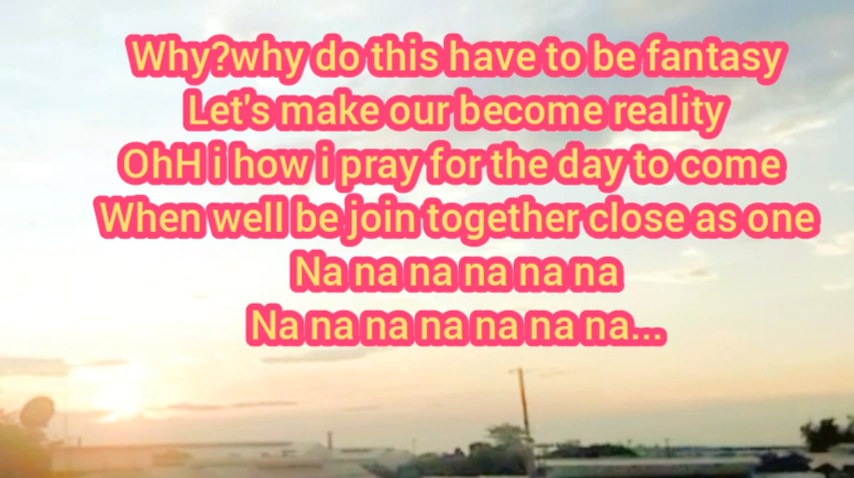 Why?why do this have to be fantasy
Let's make our become reality
OhH i how i pray for the day to come
When well be join together close as one
Na na na na na na
Na na na na na na na...